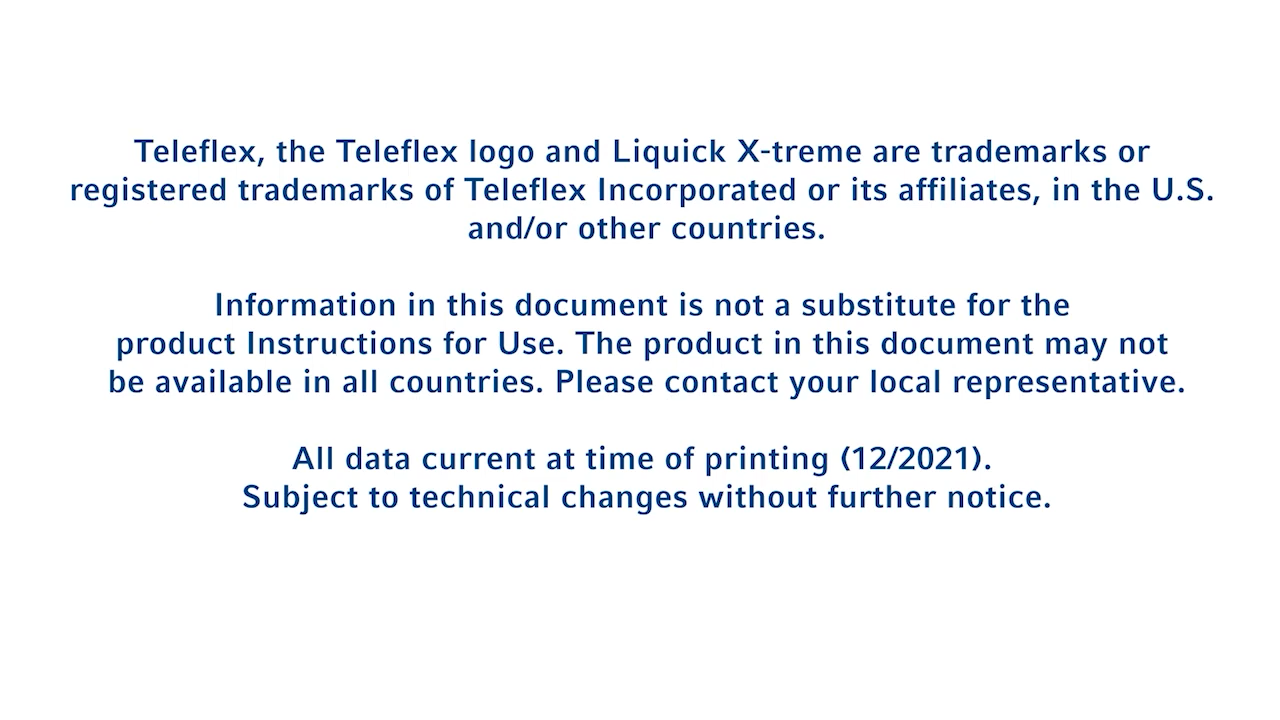 Teleflex, the Teleflex logo and Liquick X-treme are trademarks or
registered trademarks of Teleflex Incorporated or its affiliates, in the U.S.
and/or other countries.
Information in this document is not a substitute for the
product Instructions for Use. The product in this document may not
be available in all countries. Please contact your local representative.
All data current at time of printing (12/2021).
Subject to technical changes without further notice.